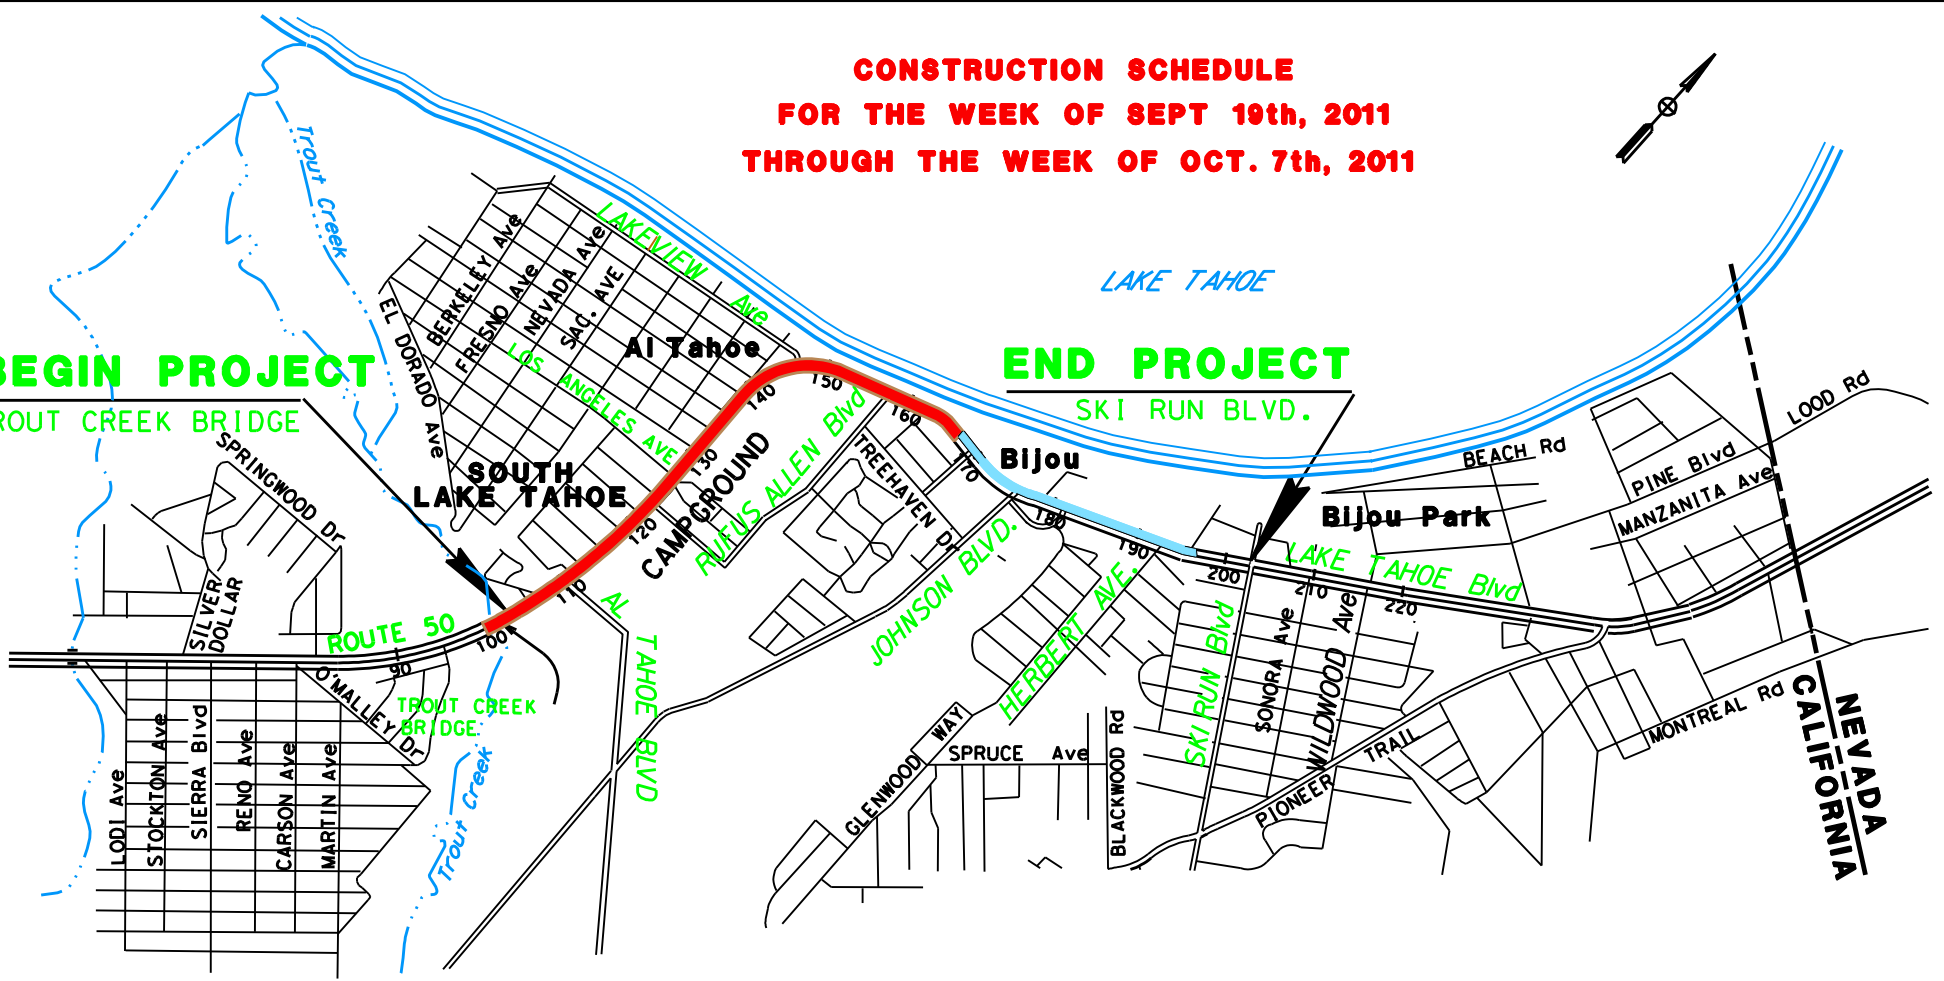 CONSTRUCTION SCHEDULE
FOR THE WEEK OF SEPT 19th, 2011
THROUGH THE WEEK OF OCT. 7th, 2011
Trout Creek
LAKEVIEW Ave
BERKELEY Ave
FRESNO Ave
NEVADA Ave
SAC. AVE
EL DORADO Ave
LOS ANGELES AVE
Al Tahoe
LAKE TAHOE
BEGIN PROJECT
TROUT CREEK BRIDGE
END PROJECT
SKI RUN BLVD.
SPRINGWOOD Dr
SOUTH
LAKE TAHOE
CAMPGROUND
RUFUS ALLEN Blvd
TREEHAVEN Dr
Bijou
Bijou Park
BEACH Rd
PINE Blvd
MANZANITA Ave
LOOD Rd
90
100
110
120
130
140
150
160
170
180
190
200
210
220
SILVER
DOLLAR
ROUTE 50
AL TAHOE BLVD
JOHNSON BLVD.
HERBERT AVE.
LAKE TAHOE Blvd
SKI RUN Blvd
SONORA Ave
WILDWOOD Ave
O'MALLEY Dr
TROUT CREEK
BRIDGE
Trout Creek
LODI Ave
STOCKTON Ave
SIERRA Blvd
RENO Ave
CARSON Ave
MARTIN Ave
GLENWOOD WAY
SPRUCE Ave
BLACKWOOD Rd
PIONEER TRAIL
MONTREAL Rd
NEVADA
CALIFORNIA